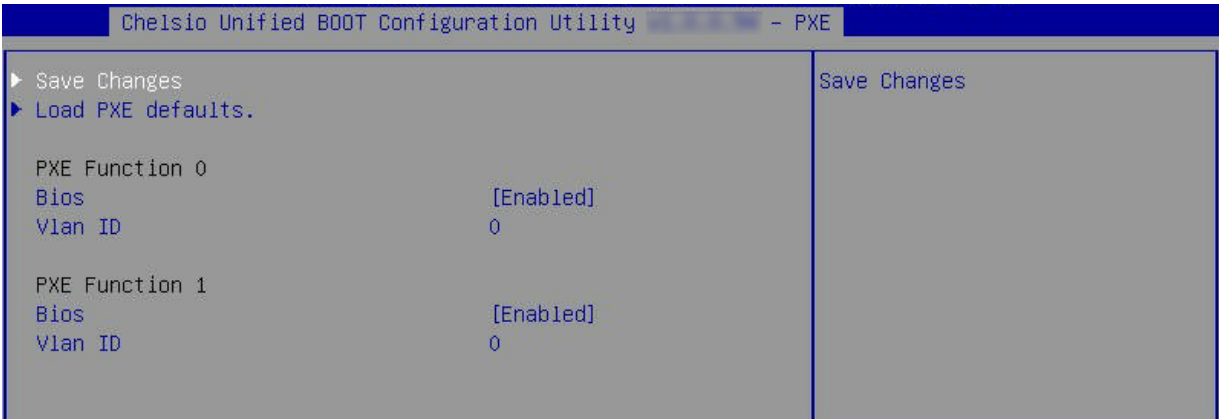 Chelsio Unified BOOT Configuration Utility - PXE
Save Changes
Load PXE defaults.
PXE Function 0
Bios [Enabled]
Vlan ID 0
PXE Function 1
Bios [Enabled]
Vlan ID 0
Save Changes